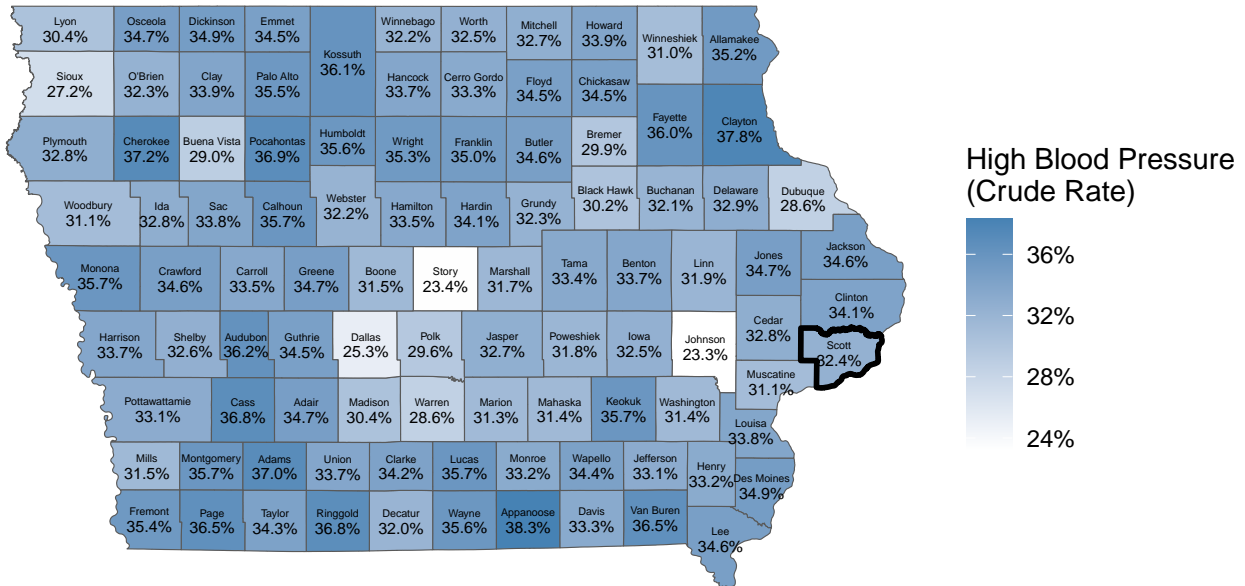 Lyon
30.4%
Osceola
34.7%
Dickinson
34.9%
Emmet
34.5%
Kossuth
36.1%
Winnebago
32.2%
Worth
32.5%
Mitchell
32.7%
Howard
33.9%
Winneshiek
31.0%
Allamakee
35.2%
Sioux
27.2%
O'Brien
32.3%
Clay
33.9%
Palo Alto
35.5%
Hancock
33.7%
Cerro Gordo
33.3%
Floyd
34.5%
Chickasaw
34.5%
Fayette
36.0%
Clayton
37.8%
Plymouth
32.8%
Cherokee
37.2%
Buena Vista
29.0%
Pocahontas
36.9%
Humboldt
35.6%
Wright
35.3%
Franklin
35.0%
Butler
34.6%
Bremer
29.9%
Woodbury
31.1%
Ida
32.8%
Sac
33.8%
Calhoun
35.7%
Webster
32.2%
Hamilton
33.5%
Hardin
34.1%
Grundy
32.3%
Black Hawk
30.2%
Buchanan
32.1%
Delaware
32.9%
Dubuque
28.6%
Monona
35.7%
Crawford
34.6%
Carroll
33.5%
Greene
34.7%
Boone
31.5%
Story
23.4%
Marshall
31.7%
Tama
33.4%
Benton
33.7%
Linn
31.9%
Jones
34.7%
Jackson
34.6%
Clinton
34.1%
Harrison
33.7%
Shelby
32.6%
Audubon
36.2%
Guthrie
34.5%
Dallas
25.3%
Polk
29.6%
Jasper
32.7%
Poweshiek
31.8%
Iowa
32.5%
Johnson
23.3%
Cedar
32.8%
Scott
32.4%
Muscatine
31.1%
Pottawattamie
33.1%
Cass
36.8%
Adair
34.7%
Madison
30.4%
Warren
28.6%
Marion
31.3%
Mahaska
31.4%
Keokuk
35.7%
Washington
31.4%
Louisa
33.8%
Mills
31.5%
Montgomery
35.7%
Adams
37.0%
Union
33.7%
Clarke
34.2%
Lucas
35.7%
Monroe
33.2%
Wapello
34.4%
Jefferson
33.1%
Henry
33.2%
Des Moines
34.9%
Fremont
35.4%
Page
36.5%
Taylor
34.3%
Ringgold
36.8%
Decatur
32.0%
Wayne
35.6%
Appanoose
38.3%
Davis
33.3%
Van Buren
36.5%
Lee
34.6%
High Blood Pressure
(Crude Rate)
36%
32%
28%
24%